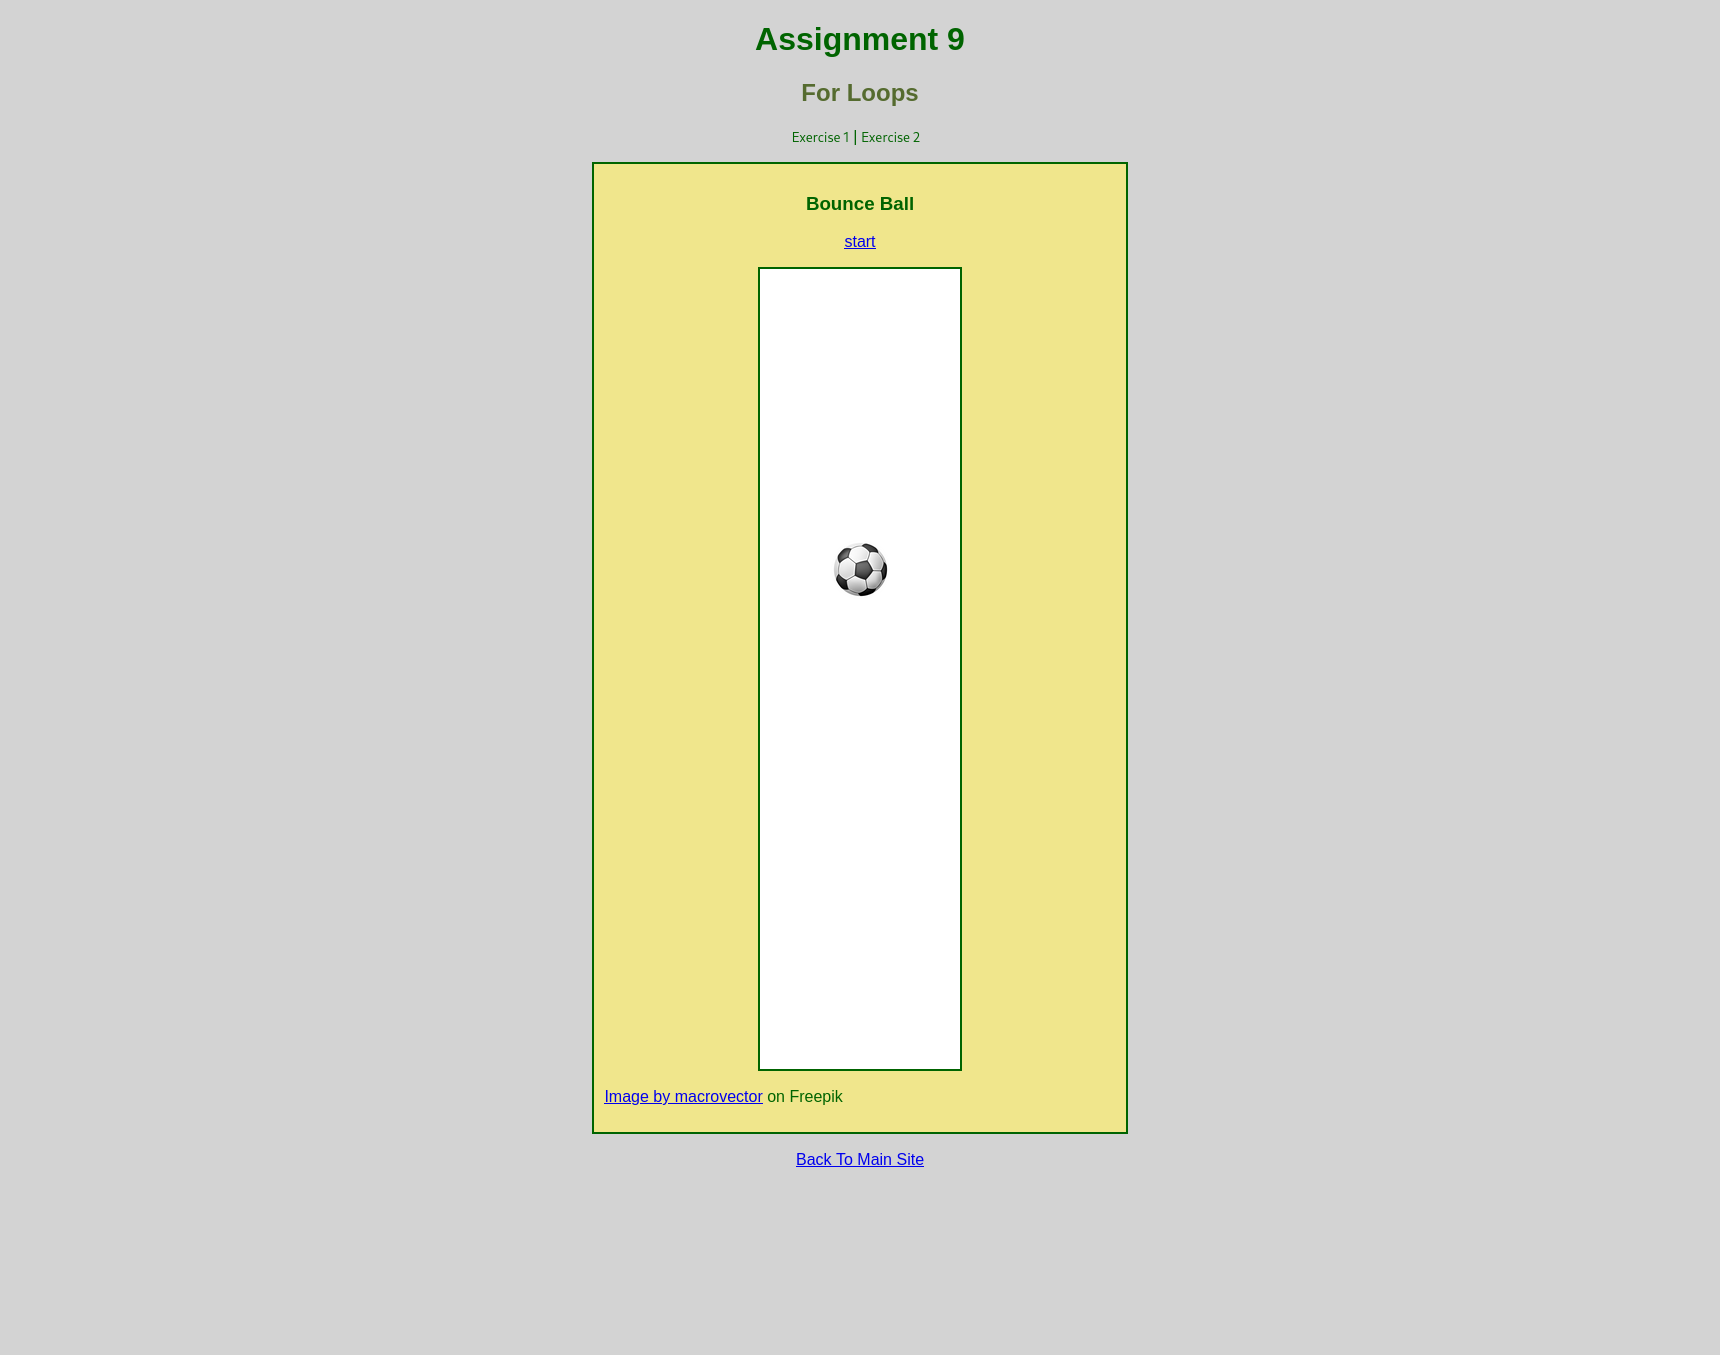 Assignment 9
For Loops
Exercise 1 | Exercise 2
Bounce Ball
start
Image by macrovector on Freepik
Back To Main Site